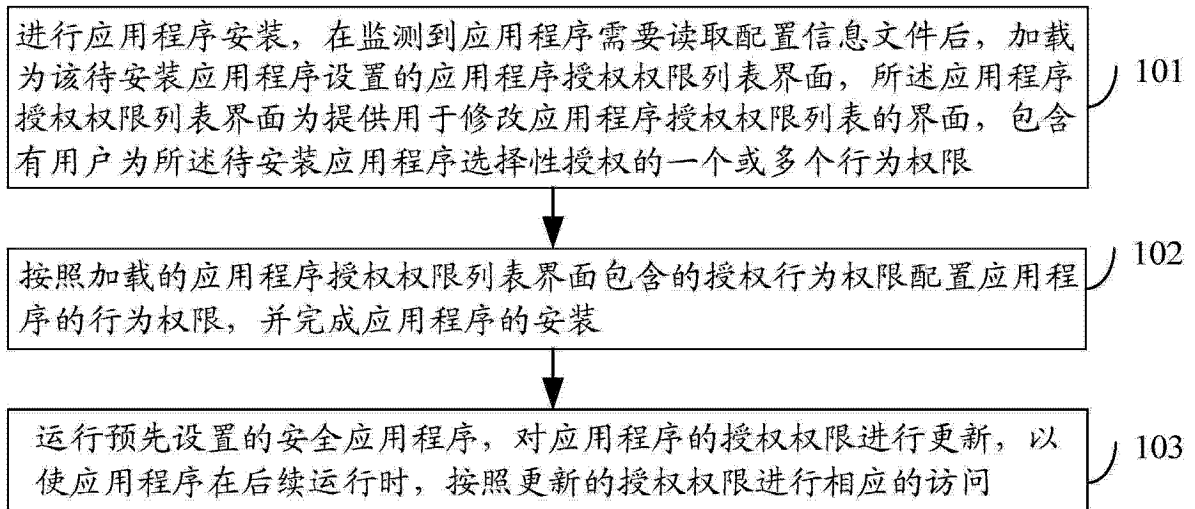 进行应用程序安装，在监测到应用程序需要读取配置信息文件后，加载
为该待安装应用程序设置的应用程序授权权限列表界面，所述应用程序
授权权限列表界面为提供用于修改应用程序授权权限列表的界面，包含
有用户为所述待安装应用程序选择性授权的一个或多个行为权限
101
按照加载的应用程序授权权限列表界面包含的授权行为权限配置应用程
序的行为权限，并完成应用程序的安装
102
运行预先设置的安全应用程序，对应用程序的授权权限进行更新，以
使应用程序在后续运行时，按照更新的授权权限进行相应的访问
103